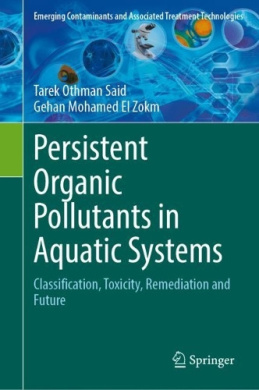 Emerging Contaminants and Associated Treatment Technologies
Tarek Othman Said
Gehan Mohamed El Zokm
Persistent
Organic
Pollutants in
Aquatic Systems
Classification, Toxicity, Remediation and
Future
Springer